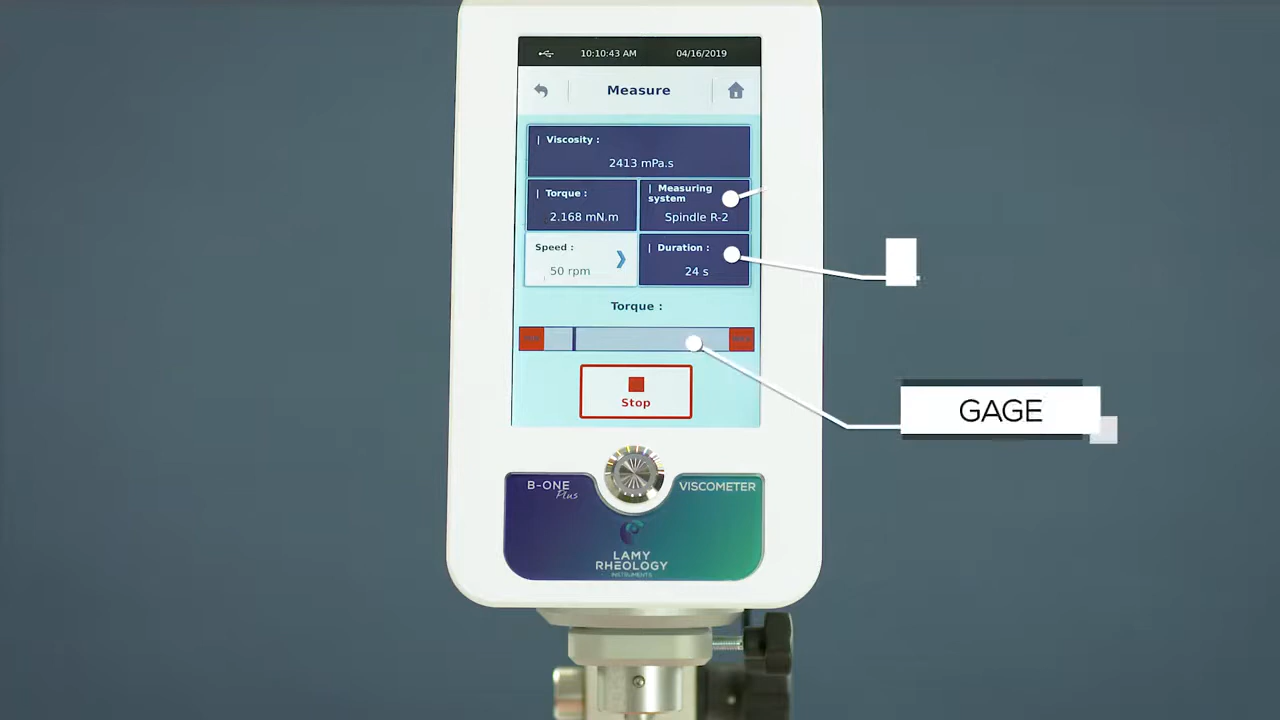 10:10:43 AM 04/16/2019
Measure
| Viscosity :
2413 mPa.s
| Torque :
2.168 mN.m
| Measuring
system
Spindle R-2
Speed :
50 rpm
| Duration :
24 s
Torque :
GAGE
Stop
B-ONE
Plus
VISCOMETER
LAMY
RHEOLOGY
INSTRUMENTS